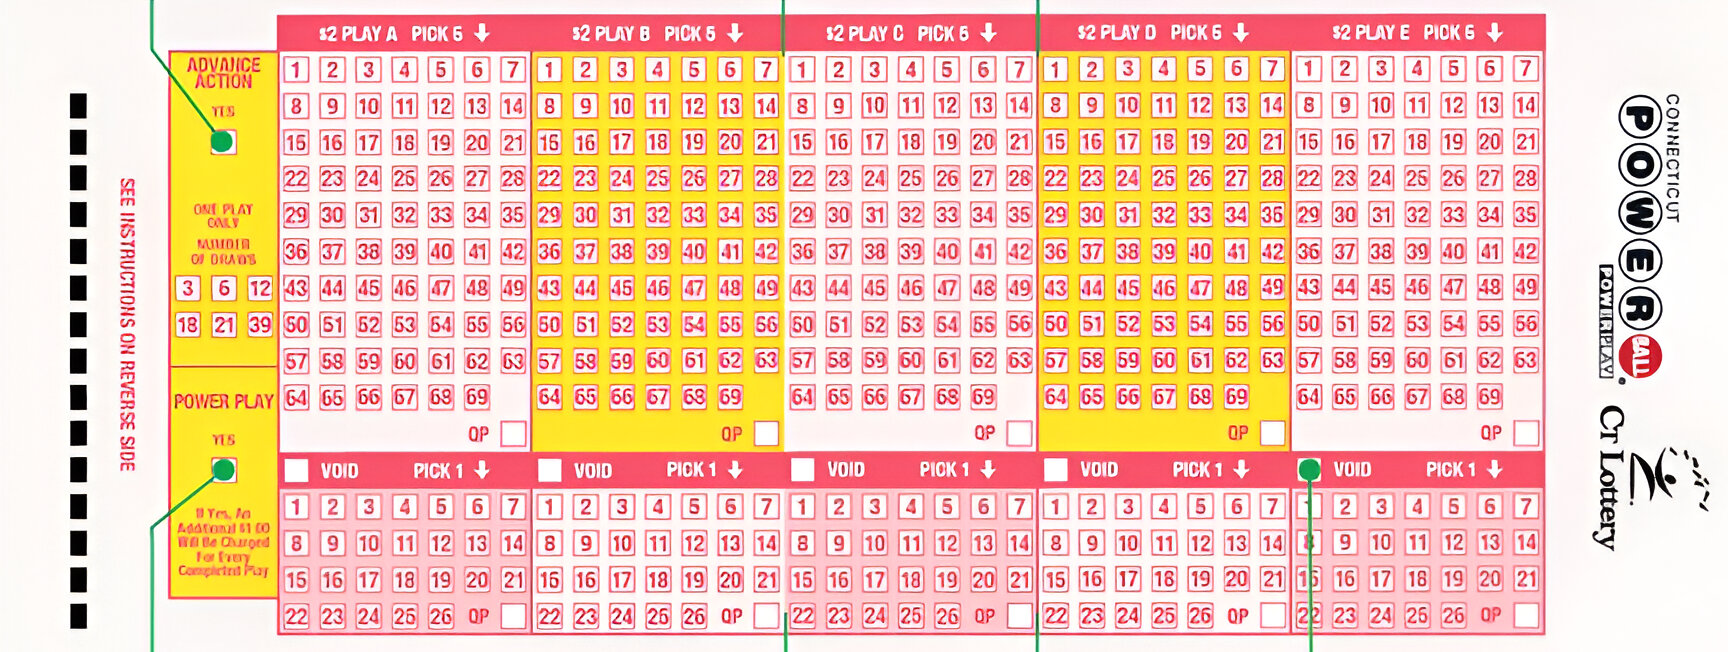 SEE INSTRUCTIONS ON REVERSE SIDE
ADVANCE
ACTION
YES
ONE PLAY
ONLY
NUMBER
OF DRAWS
3 6 12
18 21 39
POWER PLAY
YES
If Yes, An
Additional $1.00
Will Be Charged
For Every
Completed Play
$2 PLAY A PICK 5
1 2 3 4 5 6 7
8 9 10 11 12 13 14
15 16 17 18 19 20 21
22 23 24 25 26 27 28
29 30 31 32 33 34 35
36 37 38 39 40 41 42
43 44 45 46 47 48 49
50 51 52 53 54 55 56
57 58 59 60 61 62 63
64 65 66 67 68 69
QP
VOID PICK 1
1 2 3 4 5 6 7
8 9 10 11 12 13 14
15 16 17 18 19 20 21
22 23 24 25 26 QP
$2 PLAY B PICK 5
1 2 3 4 5 6 7
8 9 10 11 12 13 14
15 16 17 18 19 20 21
22 23 24 25 26 27 28
29 30 31 32 33 34 35
36 37 38 39 40 41 42
43 44 45 46 47 48 49
50 51 52 53 54 55 56
57 58 59 60 61 62 63
64 65 66 67 68 69
QP
VOID PICK 1
1 2 3 4 5 6 7
8 9 10 11 12 13 14
15 16 17 18 19 20 21
22 23 24 25 26 QP
$2 PLAY C PICK 5
1 2 3 4 5 6 7
8 9 10 11 12 13 14
15 16 17 18 19 20 21
22 23 24 25 26 27 28
29 30 31 32 33 34 35
36 37 38 39 40 41 42
43 44 45 46 47 48 49
50 51 52 53 54 55 56
57 58 59 60 61 62 63
64 65 66 67 68 69
QP
VOID PICK 1
1 2 3 4 5 6 7
8 9 10 11 12 13 14
15 16 17 18 19 20 21
22 23 24 25 26 QP
$2 PLAY D PICK 5
1 2 3 4 5 6 7
8 9 10 11 12 13 14
15 16 17 18 19 20 21
22 23 24 25 26 27 28
29 30 31 32 33 34 35
36 37 38 39 40 41 42
43 44 45 46 47 48 49
50 51 52 53 54 55 56
57 58 59 60 61 62 63
64 65 66 67 68 69
QP
VOID PICK 1
1 2 3 4 5 6 7
8 9 10 11 12 13 14
15 16 17 18 19 20 21
22 23 24 25 26 QP
$2 PLAY E PICK 5
1 2 3 4 5 6 7
8 9 10 11 12 13 14
15 16 17 18 19 20 21
22 23 24 25 26 27 28
29 30 31 32 33 34 35
36 37 38 39 40 41 42
43 44 45 46 47 48 49
50 51 52 53 54 55 56
57 58 59 60 61 62 63
64 65 66 67 68 69
QP
VOID PICK 1
1 2 3 4 5 6 7
8 9 10 11 12 13 14
15 16 17 18 19 20 21
22 23 24 25 26 QP
CONNECTICUT
POWERBALL
POWERPLAY
CT Lottery